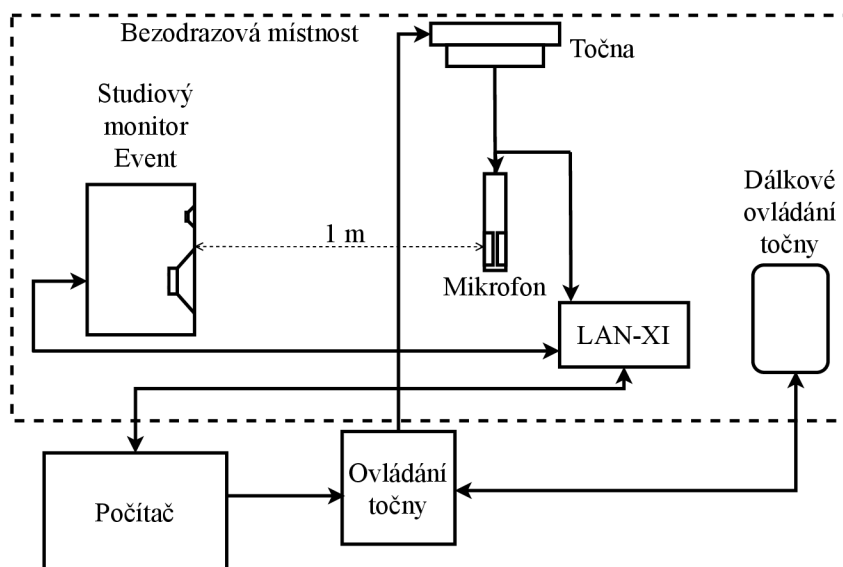 Bezodrazová místnost
Točna
Studiový
monitor
Event
Dálkové
ovládání
točny
1 m
Mikrofon
LAN-XI
Ovládání
točny
Počítač